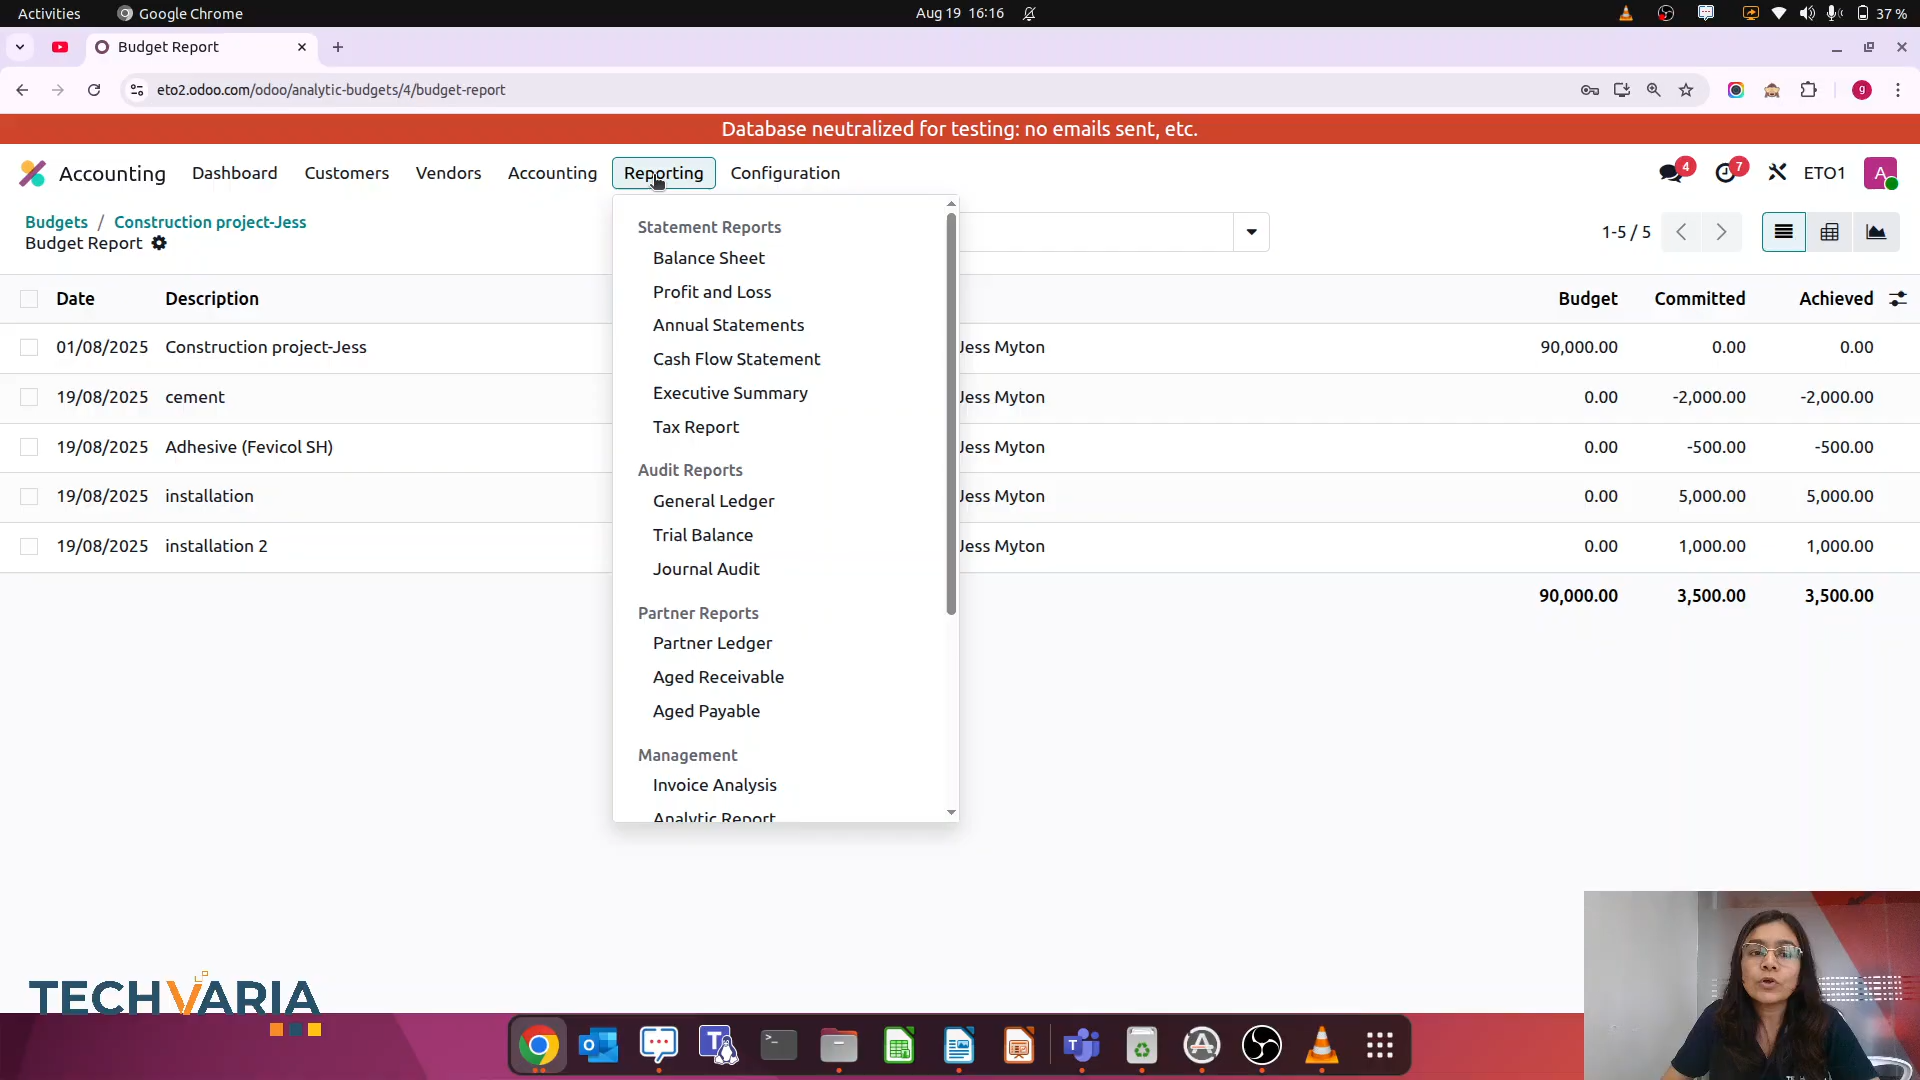 Activities Google Chrome Aug 19 16:16 37 %
Budget Report
eto2.odoo.com/odoo/analytic-budgets/4/budget-report g
Database neutralized for testing: no emails sent, etc.
Accounting Dashboard Customers Vendors Accounting Reporting Configuration 4 7 ETO1 A
Budgets / Construction project-Jess
Budget Report 1-5 / 5
Statement Reports
Balance Sheet
Profit and Loss
Annual Statements
Cash Flow Statement
Executive Summary
Tax Report
Audit Reports
General Ledger
Trial Balance
Journal Audit
Partner Reports
Partner Ledger
Aged Receivable
Aged Payable
Management
Invoice Analysis
Analytic Report
Date Description Budget Committed Achieved
01/08/2025 Construction project-Jess Jess Myton 90,000.00 0.00 0.00
19/08/2025 cement Jess Myton 0.00 -2,000.00 -2,000.00
19/08/2025 Adhesive (Fevicol SH) Jess Myton 0.00 -500.00 -500.00
19/08/2025 installation Jess Myton 0.00 5,000.00 5,000.00
19/08/2025 installation 2 Jess Myton 0.00 1,000.00 1,000.00
90,000.00 3,500.00 3,500.00
TECHVARIA